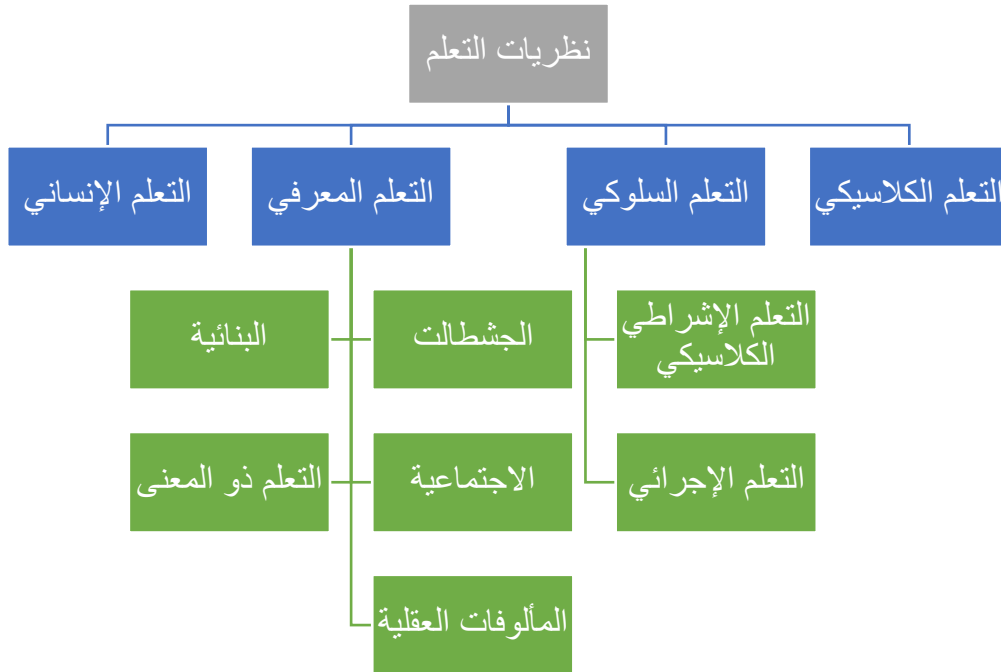 نظريات التعلم
التعلم الكلاسيكي
التعلم السلوكي
التعلم المعرفي
التعلم الإنساني
التعلم الإشراطي
الكلاسيكي
الجشطالت
البنائية
التعلم الإجرائي
الاجتماعية
التعلم ذو المعنى
المألوفات العقلية